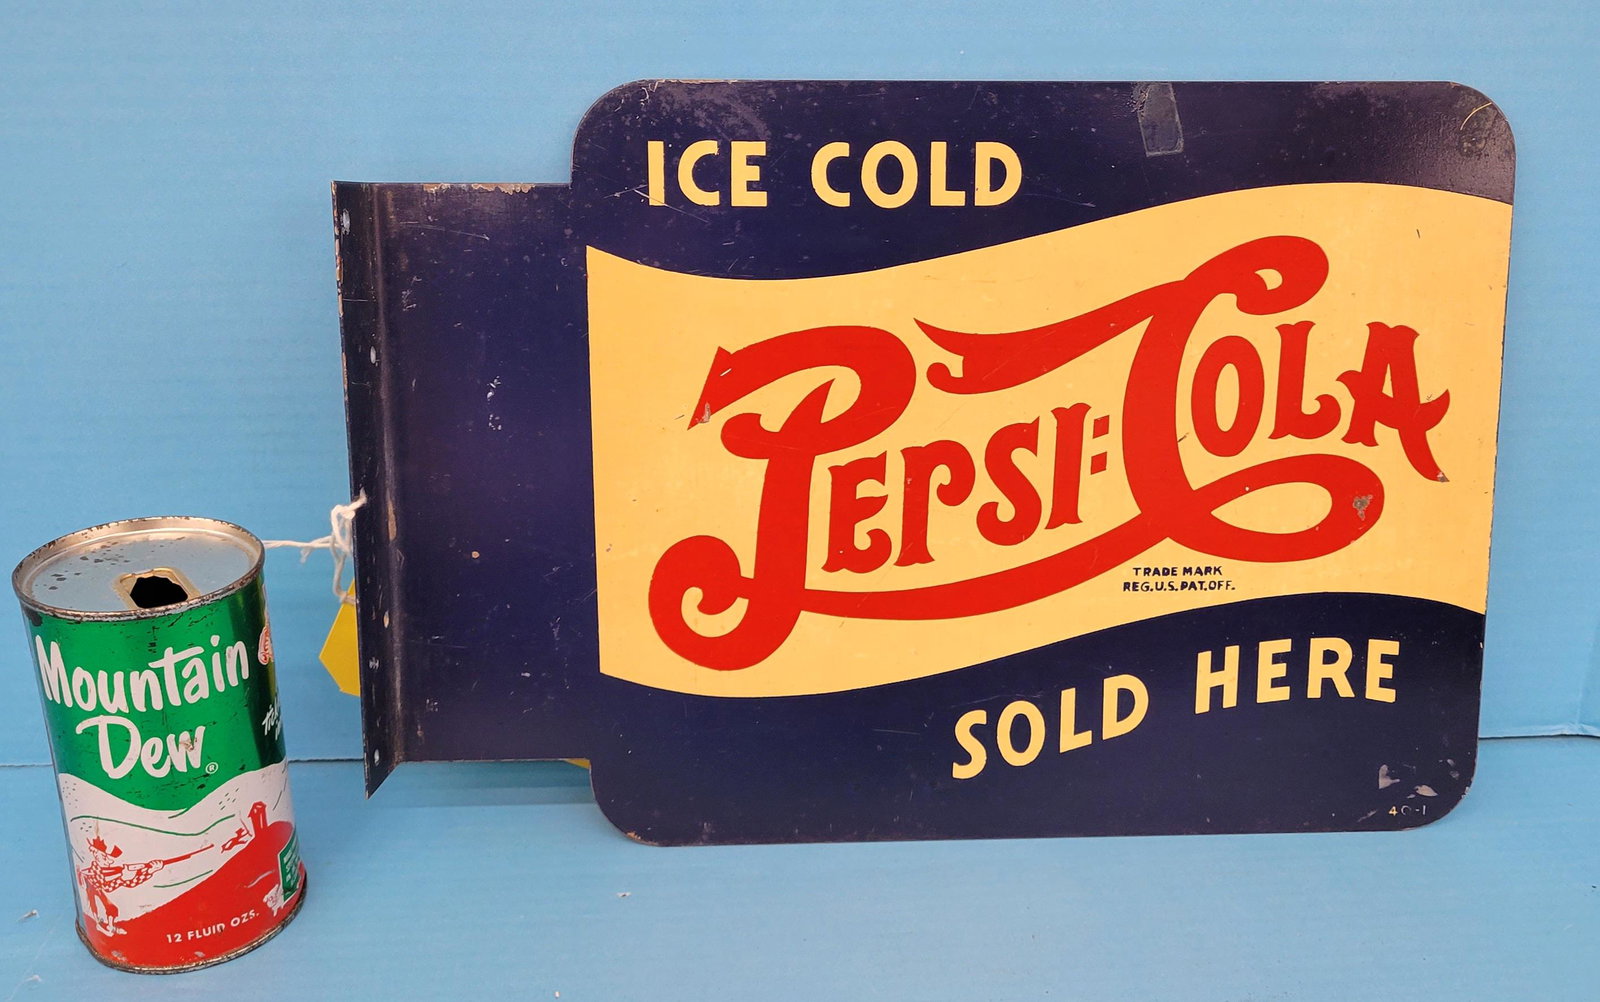 ICE COLD
PEPSI:COLA
TRADE MARK
REG.U.S.PAT.OFF.
SOLD HERE
Mountain
Dew®
12 FLUID OZS.